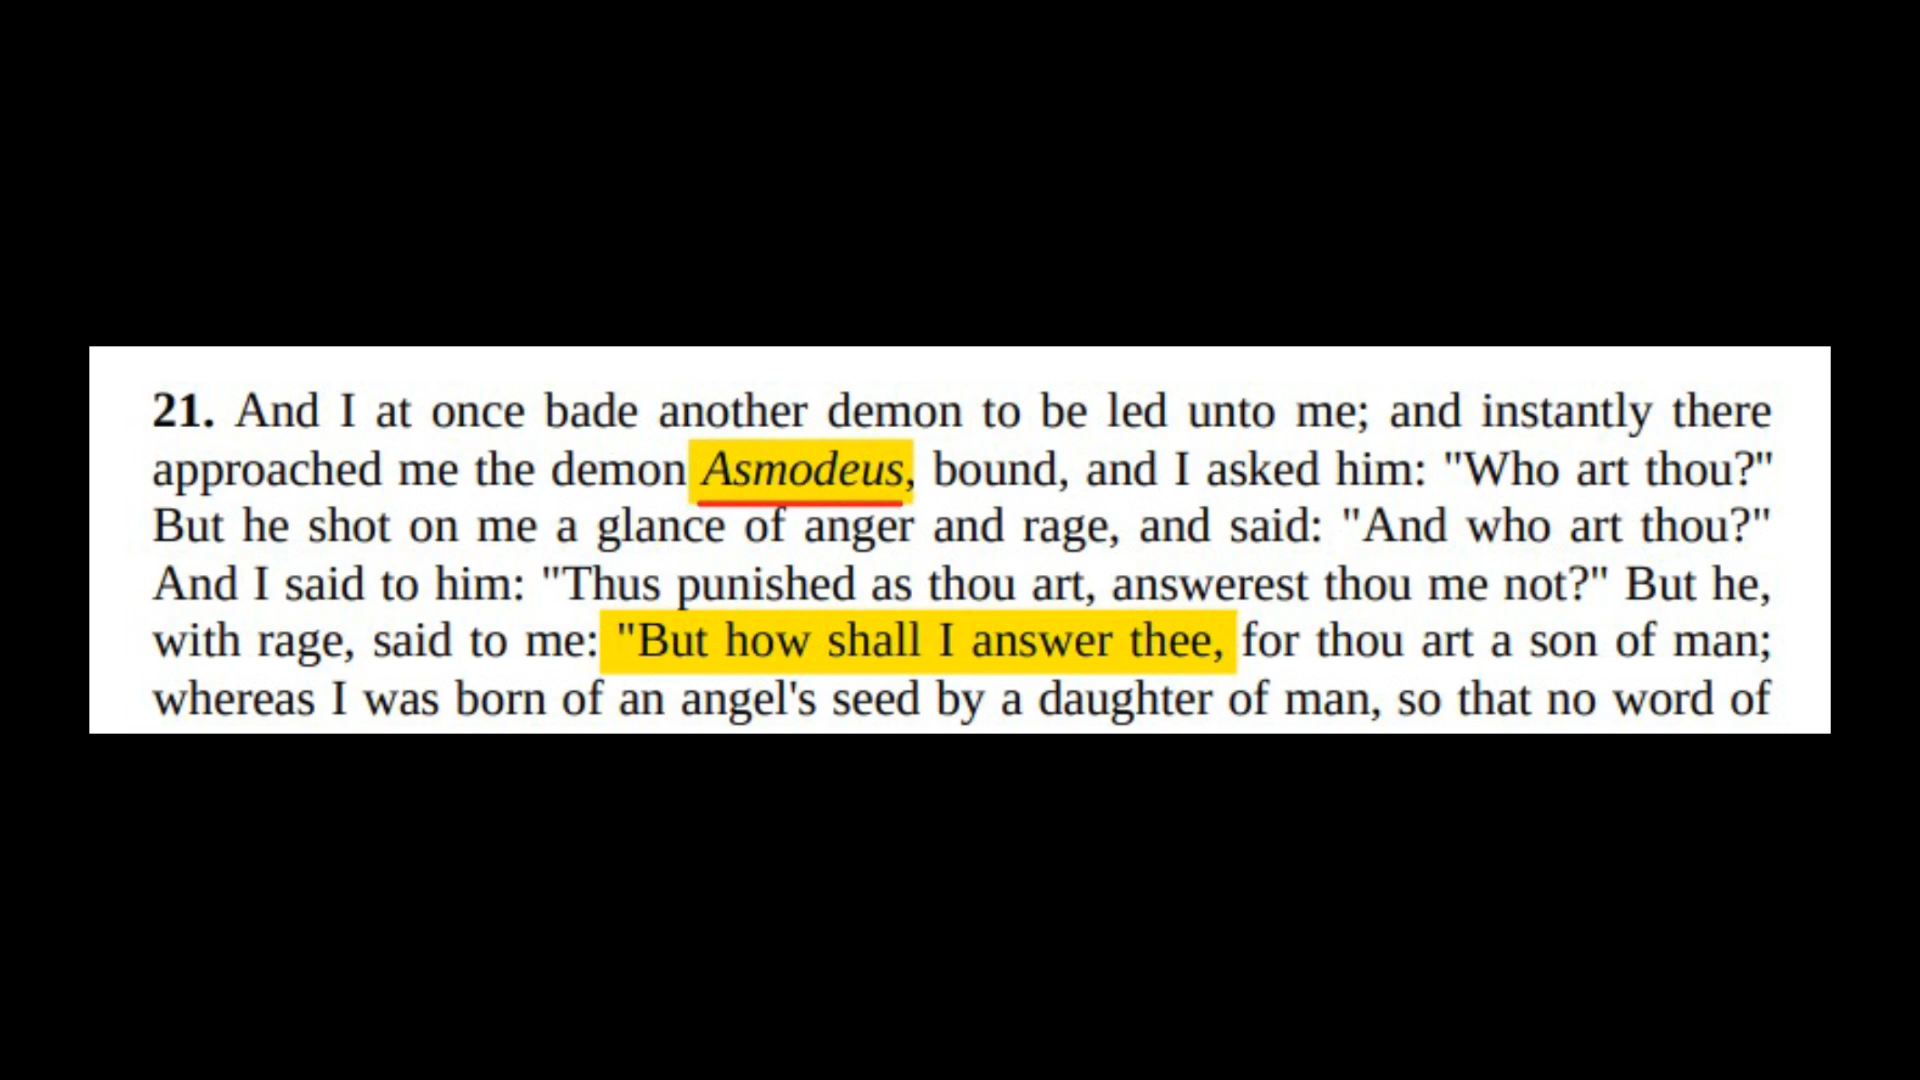 21. And I at once bade another demon to be led unto me; and instantly there
approached me the demon Asmodeus, bound, and I asked him: "Who art thou?"
But he shot on me a glance of anger and rage, and said: "And who art thou?"
And I said to him: "Thus punished as thou art, answerest thou me not?" But he,
with rage, said to me: "But how shall I answer thee, for thou art a son of man;
whereas I was born of an angel's seed by a daughter of man, so that no word of